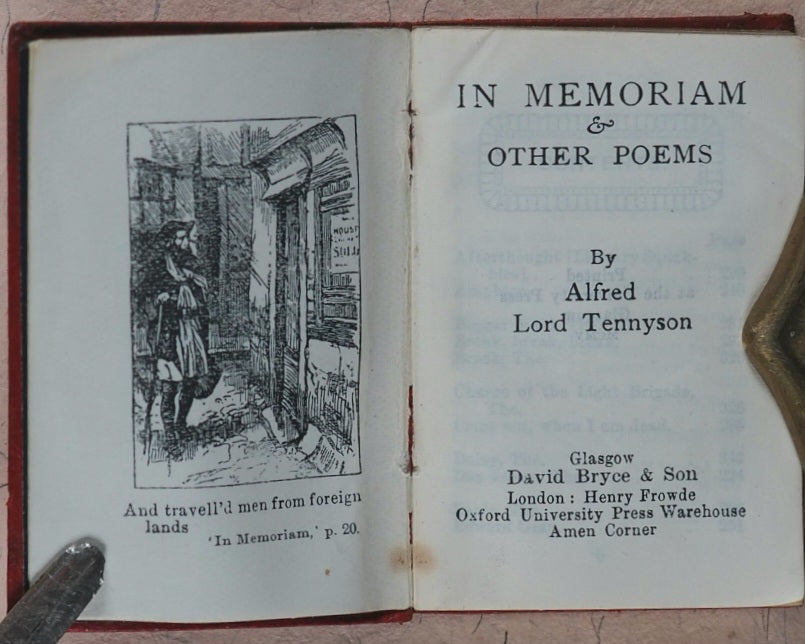 HOUSE
And travell'd men from foreign
lands
'In Memoriam,' p. 20.
IN MEMORIAM
&
OTHER POEMS
By
Alfred
Lord Tennyson
Glasgow
David Bryce & Son
London : Henry Frowde
Oxford University Press Warehouse
Amen Corner